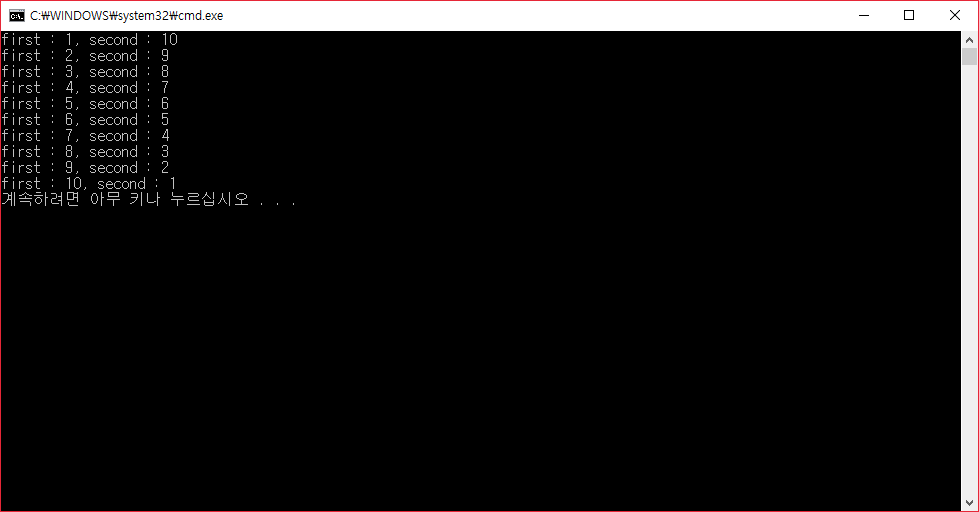 C:₩WINDOWS₩system32₩cmd.exe
first : 1, second : 10
first : 2, second : 9
first : 3, second : 8
first : 4, second : 7
first : 5, second : 6
first : 6, second : 5
first : 7, second : 4
first : 8, second : 3
first : 9, second : 2
first : 10, second : 1
계속하려면 아무 키나 누르십시오 . . .